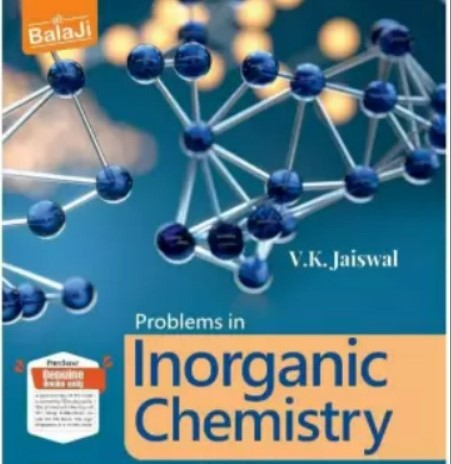 BalaJi
V.K. Jaiswal
Problems in
Inorganic
Chemistry
Purchase
Genuine
Books only